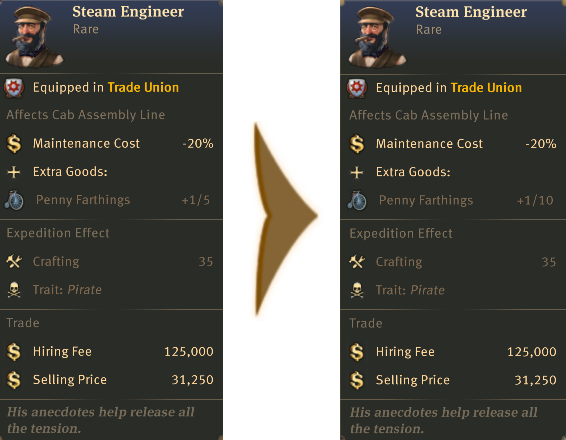 Steam Engineer
Rare
Equipped in Trade Union
Affects Cab Assembly Line
Maintenance Cost -20%
Extra Goods:
Penny Farthings +1/5
Expedition Effect
Crafting 35
Trait: Pirate
Trade
Hiring Fee 125,000
Selling Price 31,250
His anecdotes help release all
the tension.
Steam Engineer
Rare
Equipped in Trade Union
Affects Cab Assembly Line
Maintenance Cost -20%
Extra Goods:
Penny Farthings +1/10
Expedition Effect
Crafting 35
Trait: Pirate
Trade
Hiring Fee 125,000
Selling Price 31,250
His anecdotes help release all
the tension.